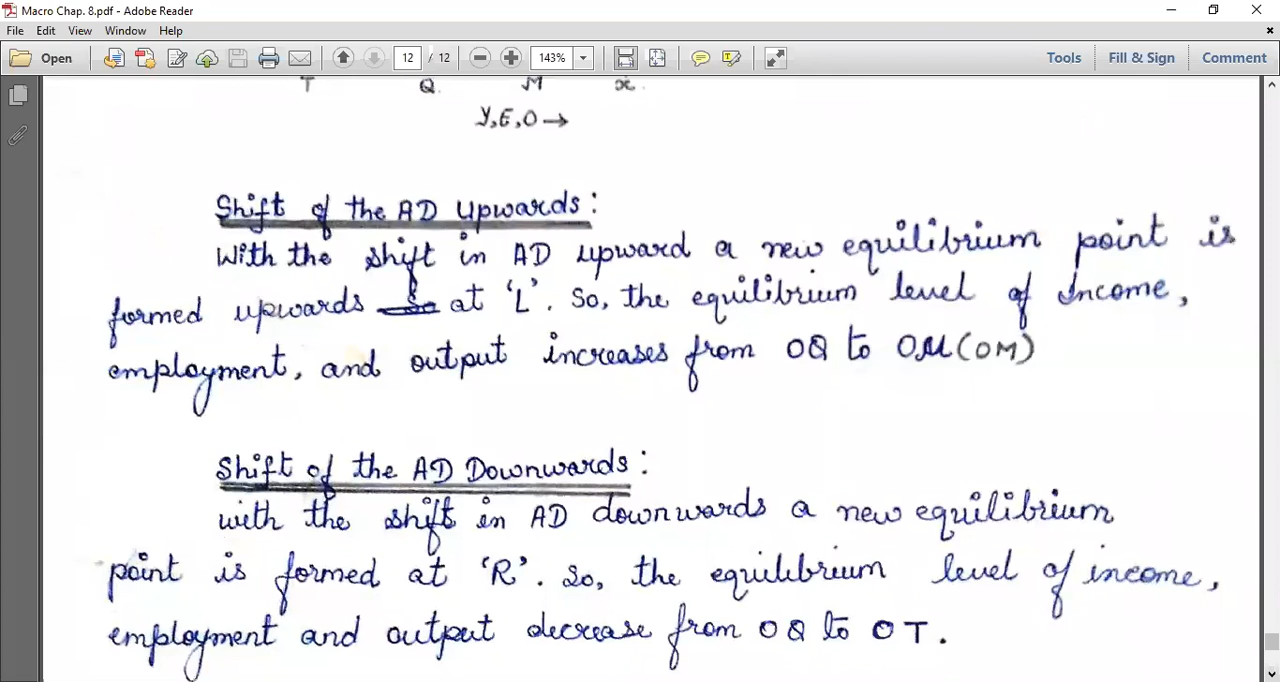 Macro Chap. 8.pdf - Adobe Reader
File Edit View Window Help
Open 12 / 12 143% Tools Fill & Sign Comment
T Q M x
Y,E,O→
Shift of the AD Upwards:
With the shift in AD upward a new equilibrium point is
formed upwards at 'L'. So, the equilibrium level of Income,
employment, and output increases from OQ to OM (OM)
Shift of the AD Downwards:
with the shift in AD downwards a new equilibrium
point is formed at 'R'. So, the equilibrium level of income,
employment and output decrease from OQ to OT.